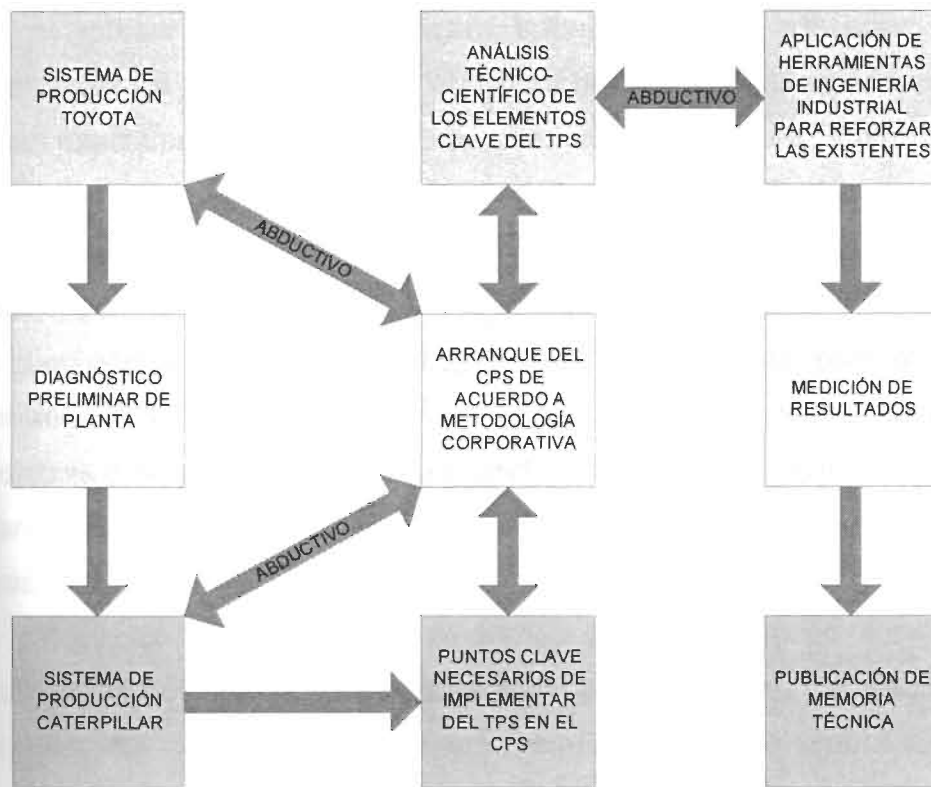 SISTEMA DE
PRODUCCIÓN
TOYOTA
ANÁLISIS
TÉCNICO-
CIENTÍFICO DE
LOS ELEMENTOS
CLAVE DEL TPS
ABDUCTIVO
APLICACIÓN DE
HERRAMIENTAS
DE INGENIERÍA
INDUSTRIAL
PARA REFORZAR
LAS EXISTENTES
ABDUCTIVO
DIAGNÓSTICO
PRELIMINAR DE
PLANTA
ARRANQUE DEL
CPS DE
ACUERDO A
METODOLOGÍA
CORPORATIVA
MEDICIÓN DE
RESULTADOS
ABDUCTIVO
SISTEMA DE
PRODUCCIÓN
CATERPILLAR
PUNTOS CLAVE
NECESARIOS DE
IMPLEMENTAR
DEL TPS EN EL
CPS
PUBLICACIÓN DE
MEMORIA
TÉCNICA